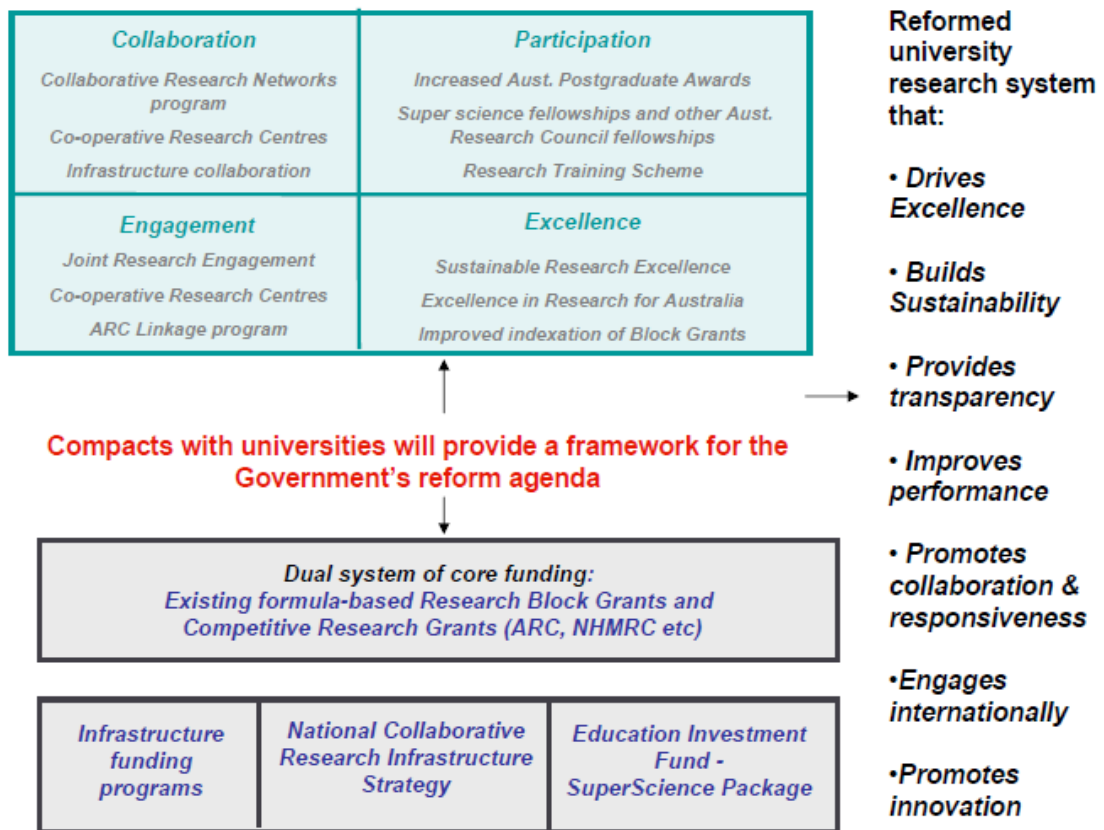 Collaboration
Collaborative Research Networks
program
Co-operative Research Centres
Infrastructure collaboration
Participation
Increased Aust. Postgraduate Awards
Super science fellowships and other Aust.
Research Council fellowships
Research Training Scheme
Engagement
Joint Research Engagement
Co-operative Research Centres
ARC Linkage program
Excellence
Sustainable Research Excellence
Excellence in Research for Australia
Improved indexation of Block Grants
Compacts with universities will provide a framework for the
Government's reform agenda
Dual system of core funding:
Existing formula-based Research Block Grants and
Competitive Research Grants (ARC, NHMRC etc)
Infrastructure
funding
programs
National Collaborative
Research Infrastructure
Strategy
Education Investment
Fund -
SuperScience Package
Reformed
university
research system
that:
• Drives
Excellence
• Builds
Sustainability
• Provides
transparency
• Improves
performance
• Promotes
collaboration &
responsiveness
•Engages
internationally
•Promotes
innovation